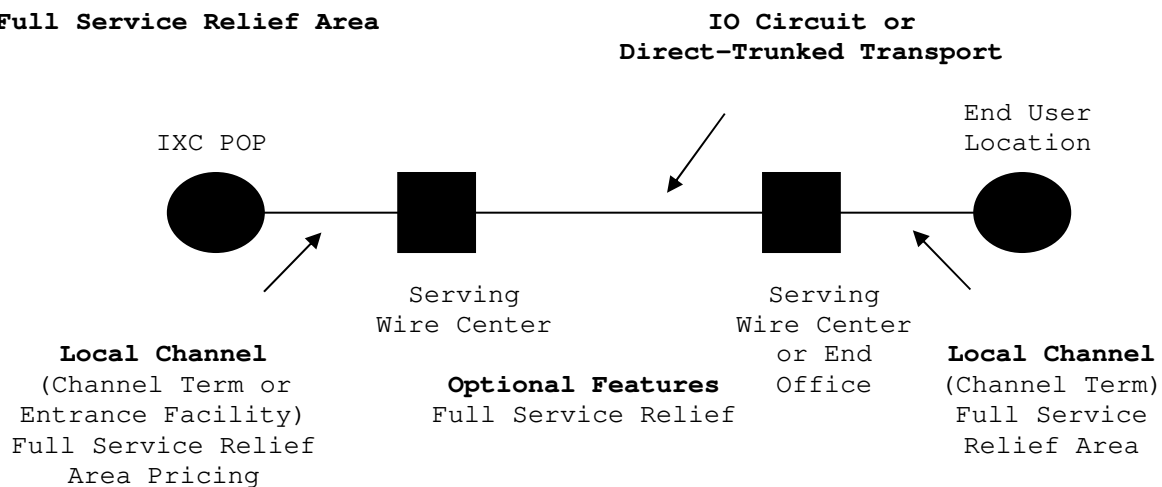 Full Service Relief Area
IO Circuit or
Direct-Trunked Transport
IXC POP
End User
Location
Serving
Wire Center
Serving
Wire Center
or End
Office
Local Channel
(Channel Term or
Entrance Facility)
Full Service Relief
Area Pricing
Optional Features
Full Service Relief
Local Channel
(Channel Term)
Full Service
Relief Area